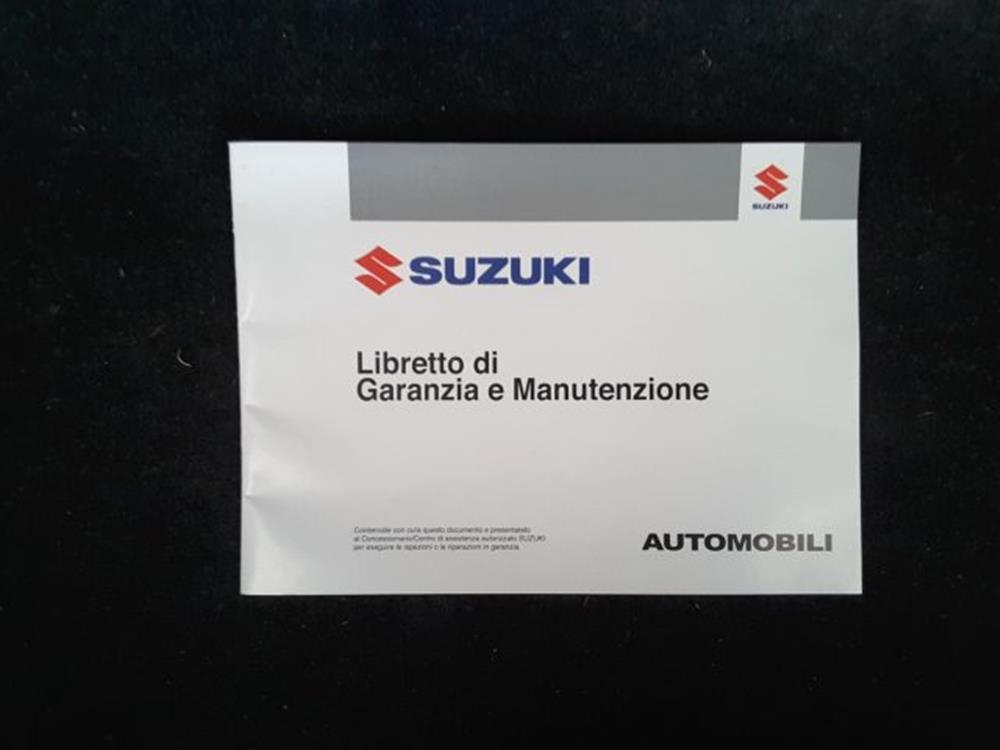 SUZUKI
SUZUKI
Libretto di
Garanzia e Manutenzione
Conservate con cura questo documento e presentatelo
al Concessionario/Centro di assistenza autorizzato SUZUKI
per eseguire le ispezioni o le riparazioni in garanzia.
AUTOMOBILI